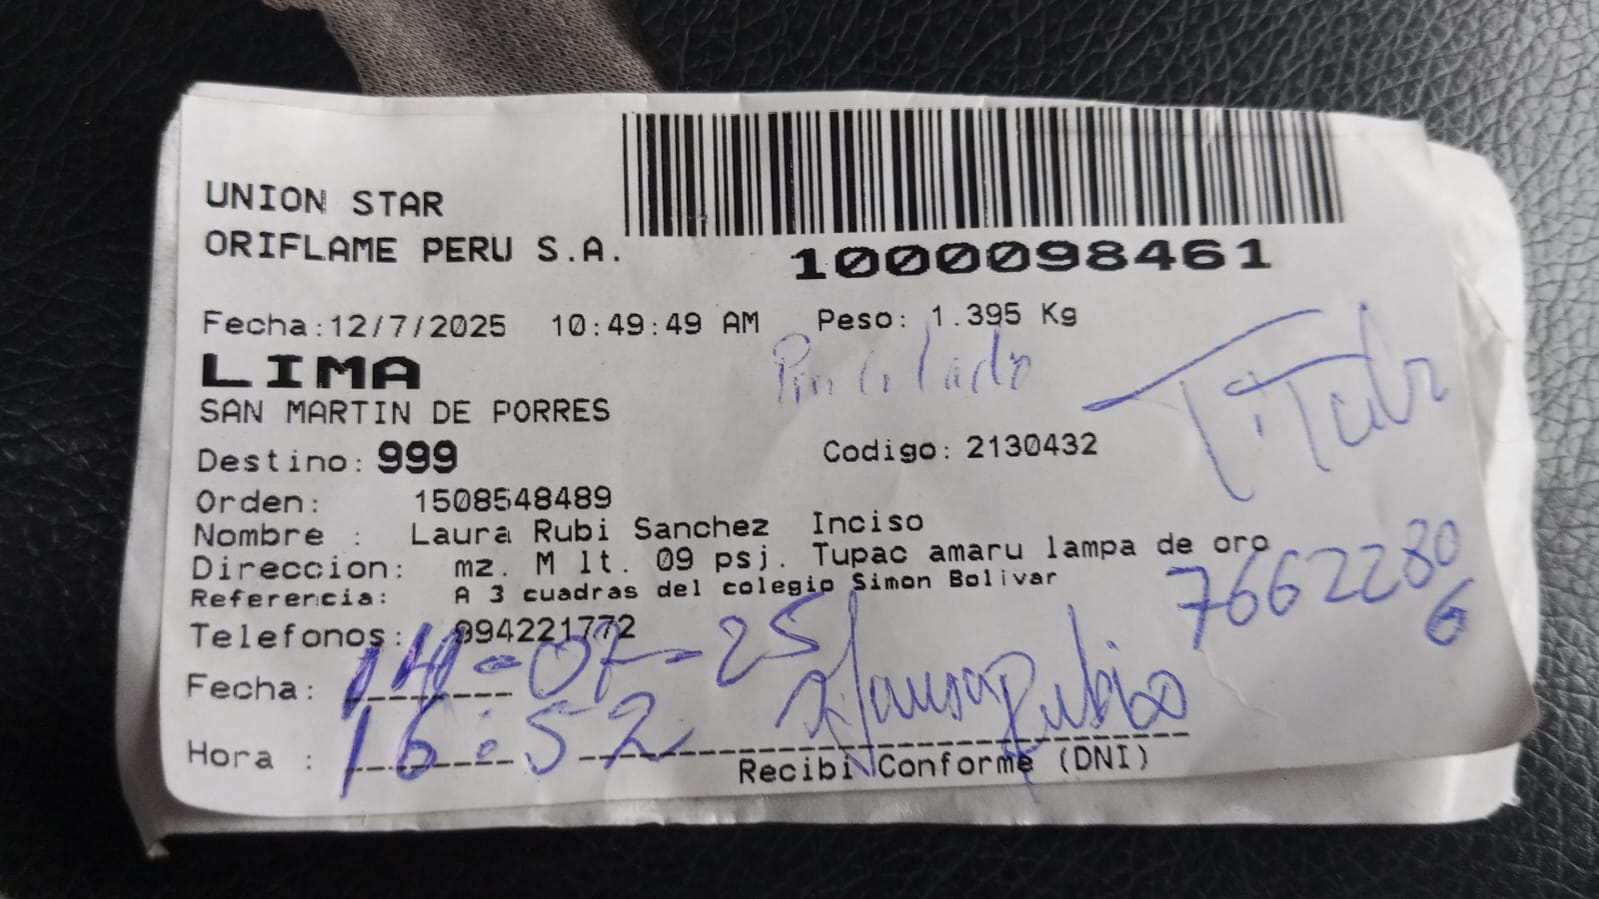 UNION STAR
ORIFLAME PERU S.A.
1000098461
Fecha:12/7/2025 10:49:49 AM Peso: 1.395 Kg
LIMA
SAN MARTIN DE PORRES
Titular
Destino: 999 Codigo: 2130432
Orden: 1508548489
Nombre : Laura Rubi Sanchez Inciso
Direccion: mz. M lt. 09 psj. Tupac amaru lampa de oro
Referencia: A 3 cuadras del colegio Simon Bolivar
Telefonos: 994221772
Fecha: 14-07-25
Hora : 16:52
Recibi Conforme (DNI)